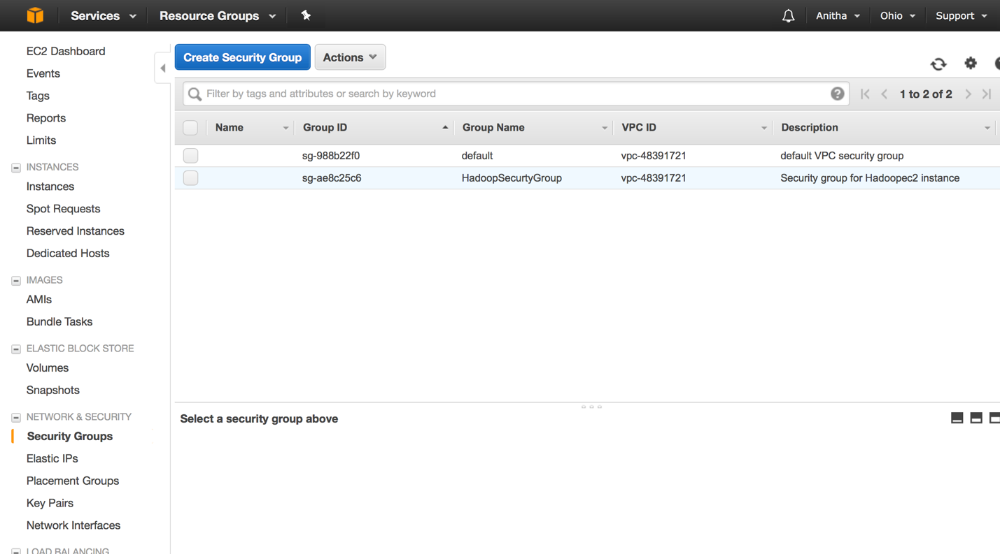 Services Resource Groups Anitha Ohio Support
EC2 Dashboard
Events
Tags
Reports
Limits
INSTANCES
Instances
Spot Requests
Reserved Instances
Dedicated Hosts
IMAGES
AMIs
Bundle Tasks
ELASTIC BLOCK STORE
Volumes
Snapshots
NETWORK & SECURITY
Security Groups
Elastic IPs
Placement Groups
Key Pairs
Network Interfaces
LOAD BALANCING
Create Security Group Actions
Filter by tags and attributes or search by keyword 1 to 2 of 2
Name Group ID Group Name VPC ID Description
sg-988b22f0 default vpc-48391721 default VPC security group
sg-ae8c25c6 HadoopSecurtyGroup vpc-48391721 Security group for Hadoopec2 instance
Select a security group above